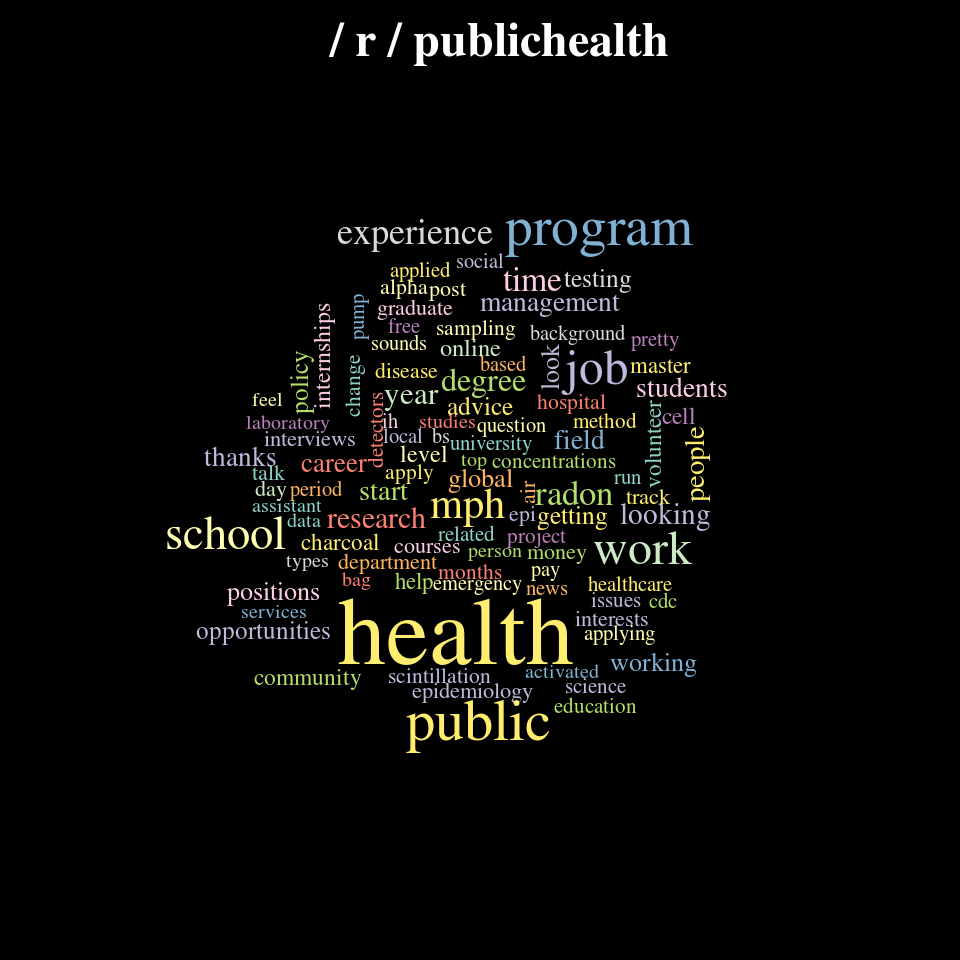 / r / publichealth
experience program
social
applied
time testing
alpha post
management
pump
internships
graduate
free sampling
background
pretty
sounds
online
look
job
policy
change
disease
based
master
degree
students
year
feel
advice
hospital
detectors
volunteer
cell
laboratory
ih
studies question
method
people
interviews
local bs university
field
thanks
career
level
top concentrations
talk
apply
global
run
day period
start
air
radon
track
mph
assistant
data
research
epi getting
looking
school
charcoal
related project
courses
person money
work
types department
bag
months
pay
help emergency
news
healthcare
positions
issues cdc
services
health
interests
opportunities
applying
working
community
scintillation
activated
epidemiology
science
public
education